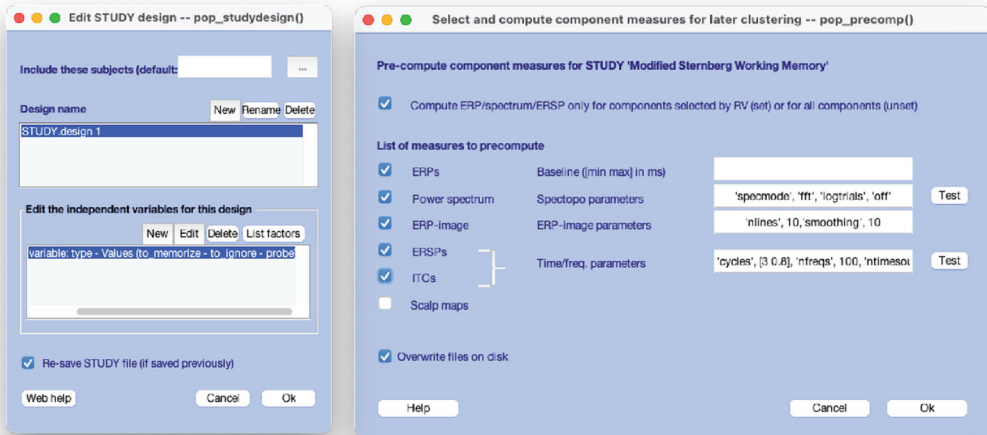 Edit STUDY design -- pop_studydesign()
Include these subjects (default:
...
Design name
New
Rename
Delete
STUDY.design 1
Edit the independent variables for this design
New
Edit
Delete
List factors
variable: type - Values (to_memorize - to_ignore - probe
Re-save STUDY file (if saved previously)
Web help
Cancel
Ok
Select and compute component measures for later clustering -- pop_precomp()
Pre-compute component measures for STUDY 'Modified Sternberg Working Memory'
Compute ERP/spectrum/ERSP only for components selected by RV (set) or for all components (unset)
List of measures to precompute
ERPs
Baseline ([min max] in ms)
Power spectrum
Spectopo parameters
'specmode', 'fft', 'logtrials', 'off'
Test
ERP-image
ERP-image parameters
'nlines', 10,'smoothing', 10
ERSPs
ITCs
Time/freq. parameters
'cycles', [3 0.8], 'nfreqs', 100, 'ntimesou
Test
Scalp maps
Overwrite files on disk
Help
Cancel
Ok